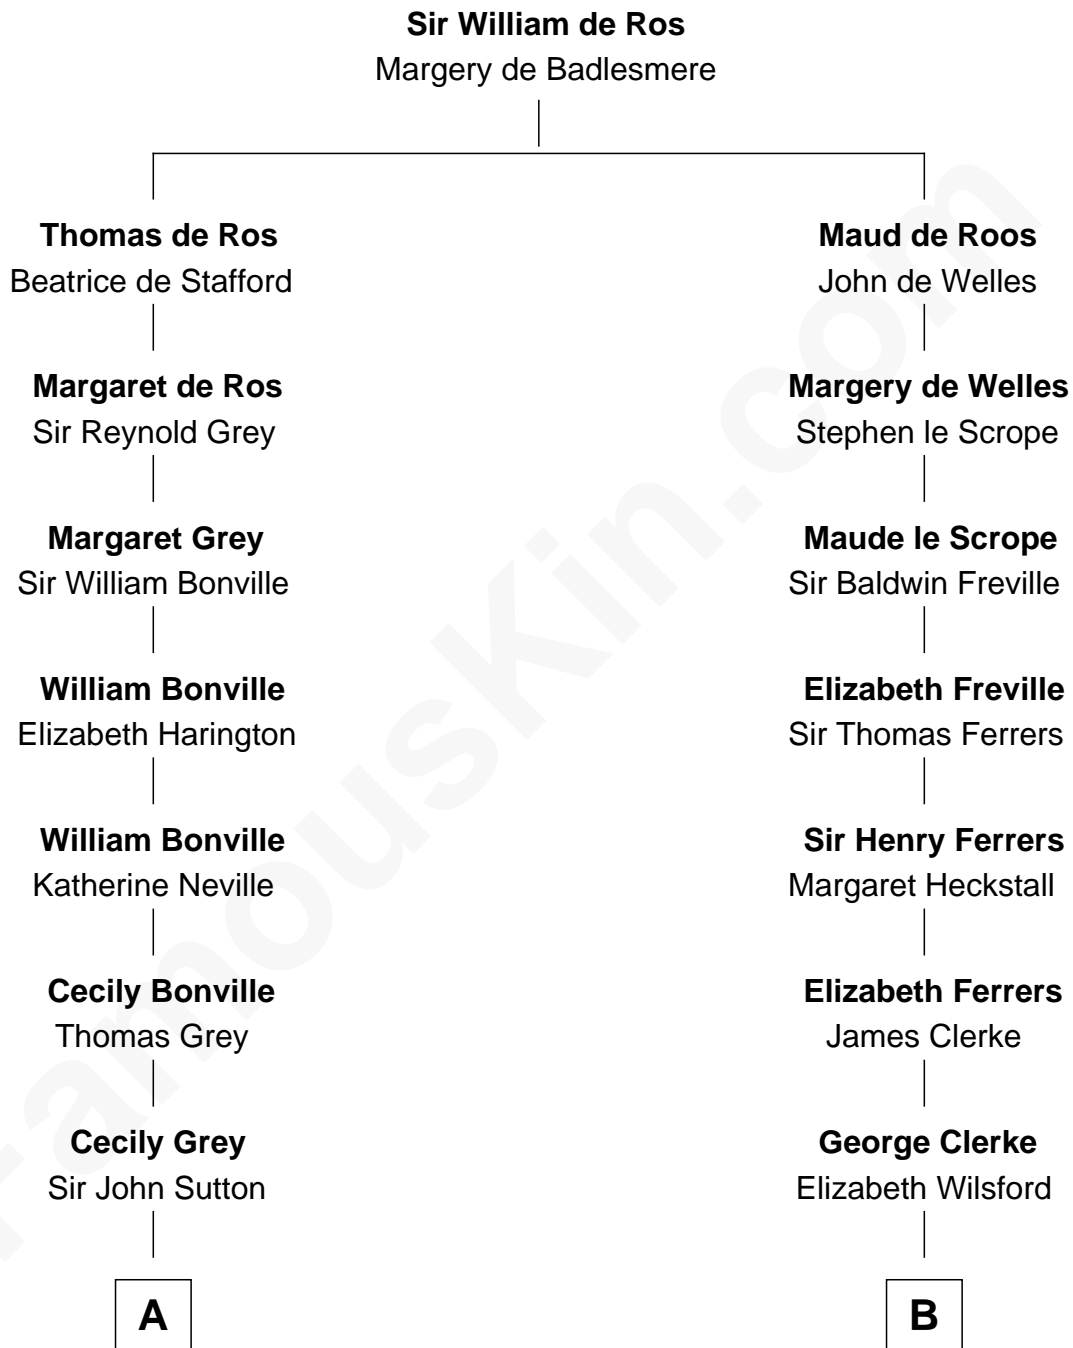 Sir William de Ros
Margery de Badlesmere
Thomas de Ros
Beatrice de Stafford
Maud de Roos
John de Welles
Margaret de Ros
Sir Reynold Grey
Margery de Welles
Stephen le Scrope
Margaret Grey
Sir William Bonville
Maude le Scrope
Sir Baldwin Freville
William Bonville
Elizabeth Harington
Elizabeth Freville
Sir Thomas Ferrers
William Bonville
Katherine Neville
Sir Henry Ferrers
Margaret Heckstall
Cecily Bonville
Thomas Grey
Elizabeth Ferrers
James Clerke
Cecily Grey
Sir John Sutton
George Clerke
Elizabeth Wilsford
A
B
FamousKin.com